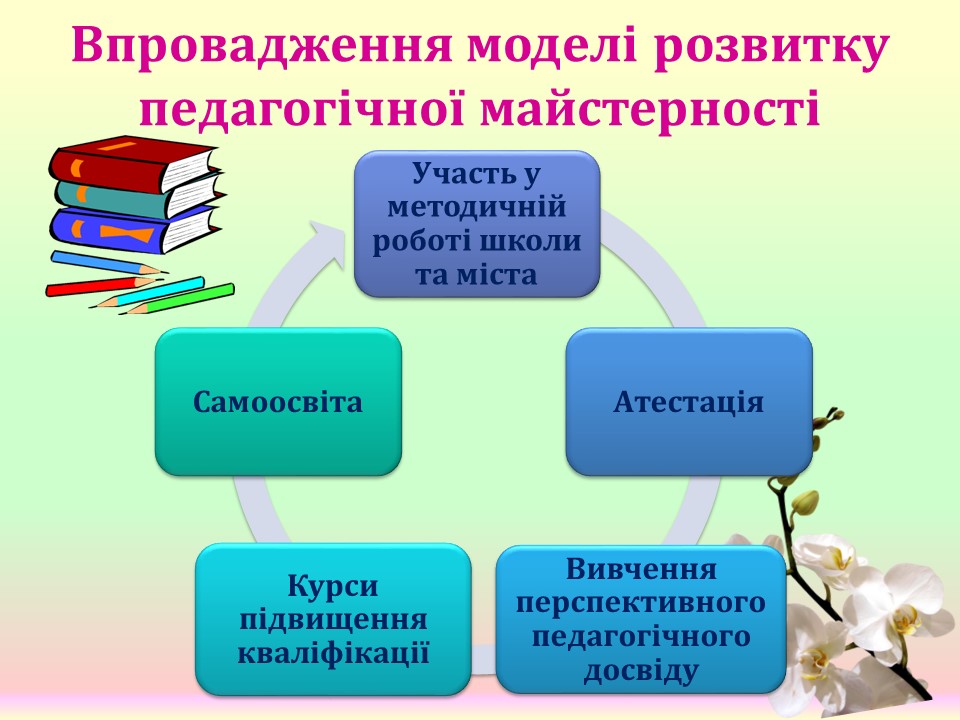 Впровадження моделі розвитку
педагогічної майстерності
Участь у
методичній
роботі школи
та міста
Самоосвіта
Атестація
Курси
підвищення
кваліфікації
Вивчення
перспективного
педагогічного
досвіду